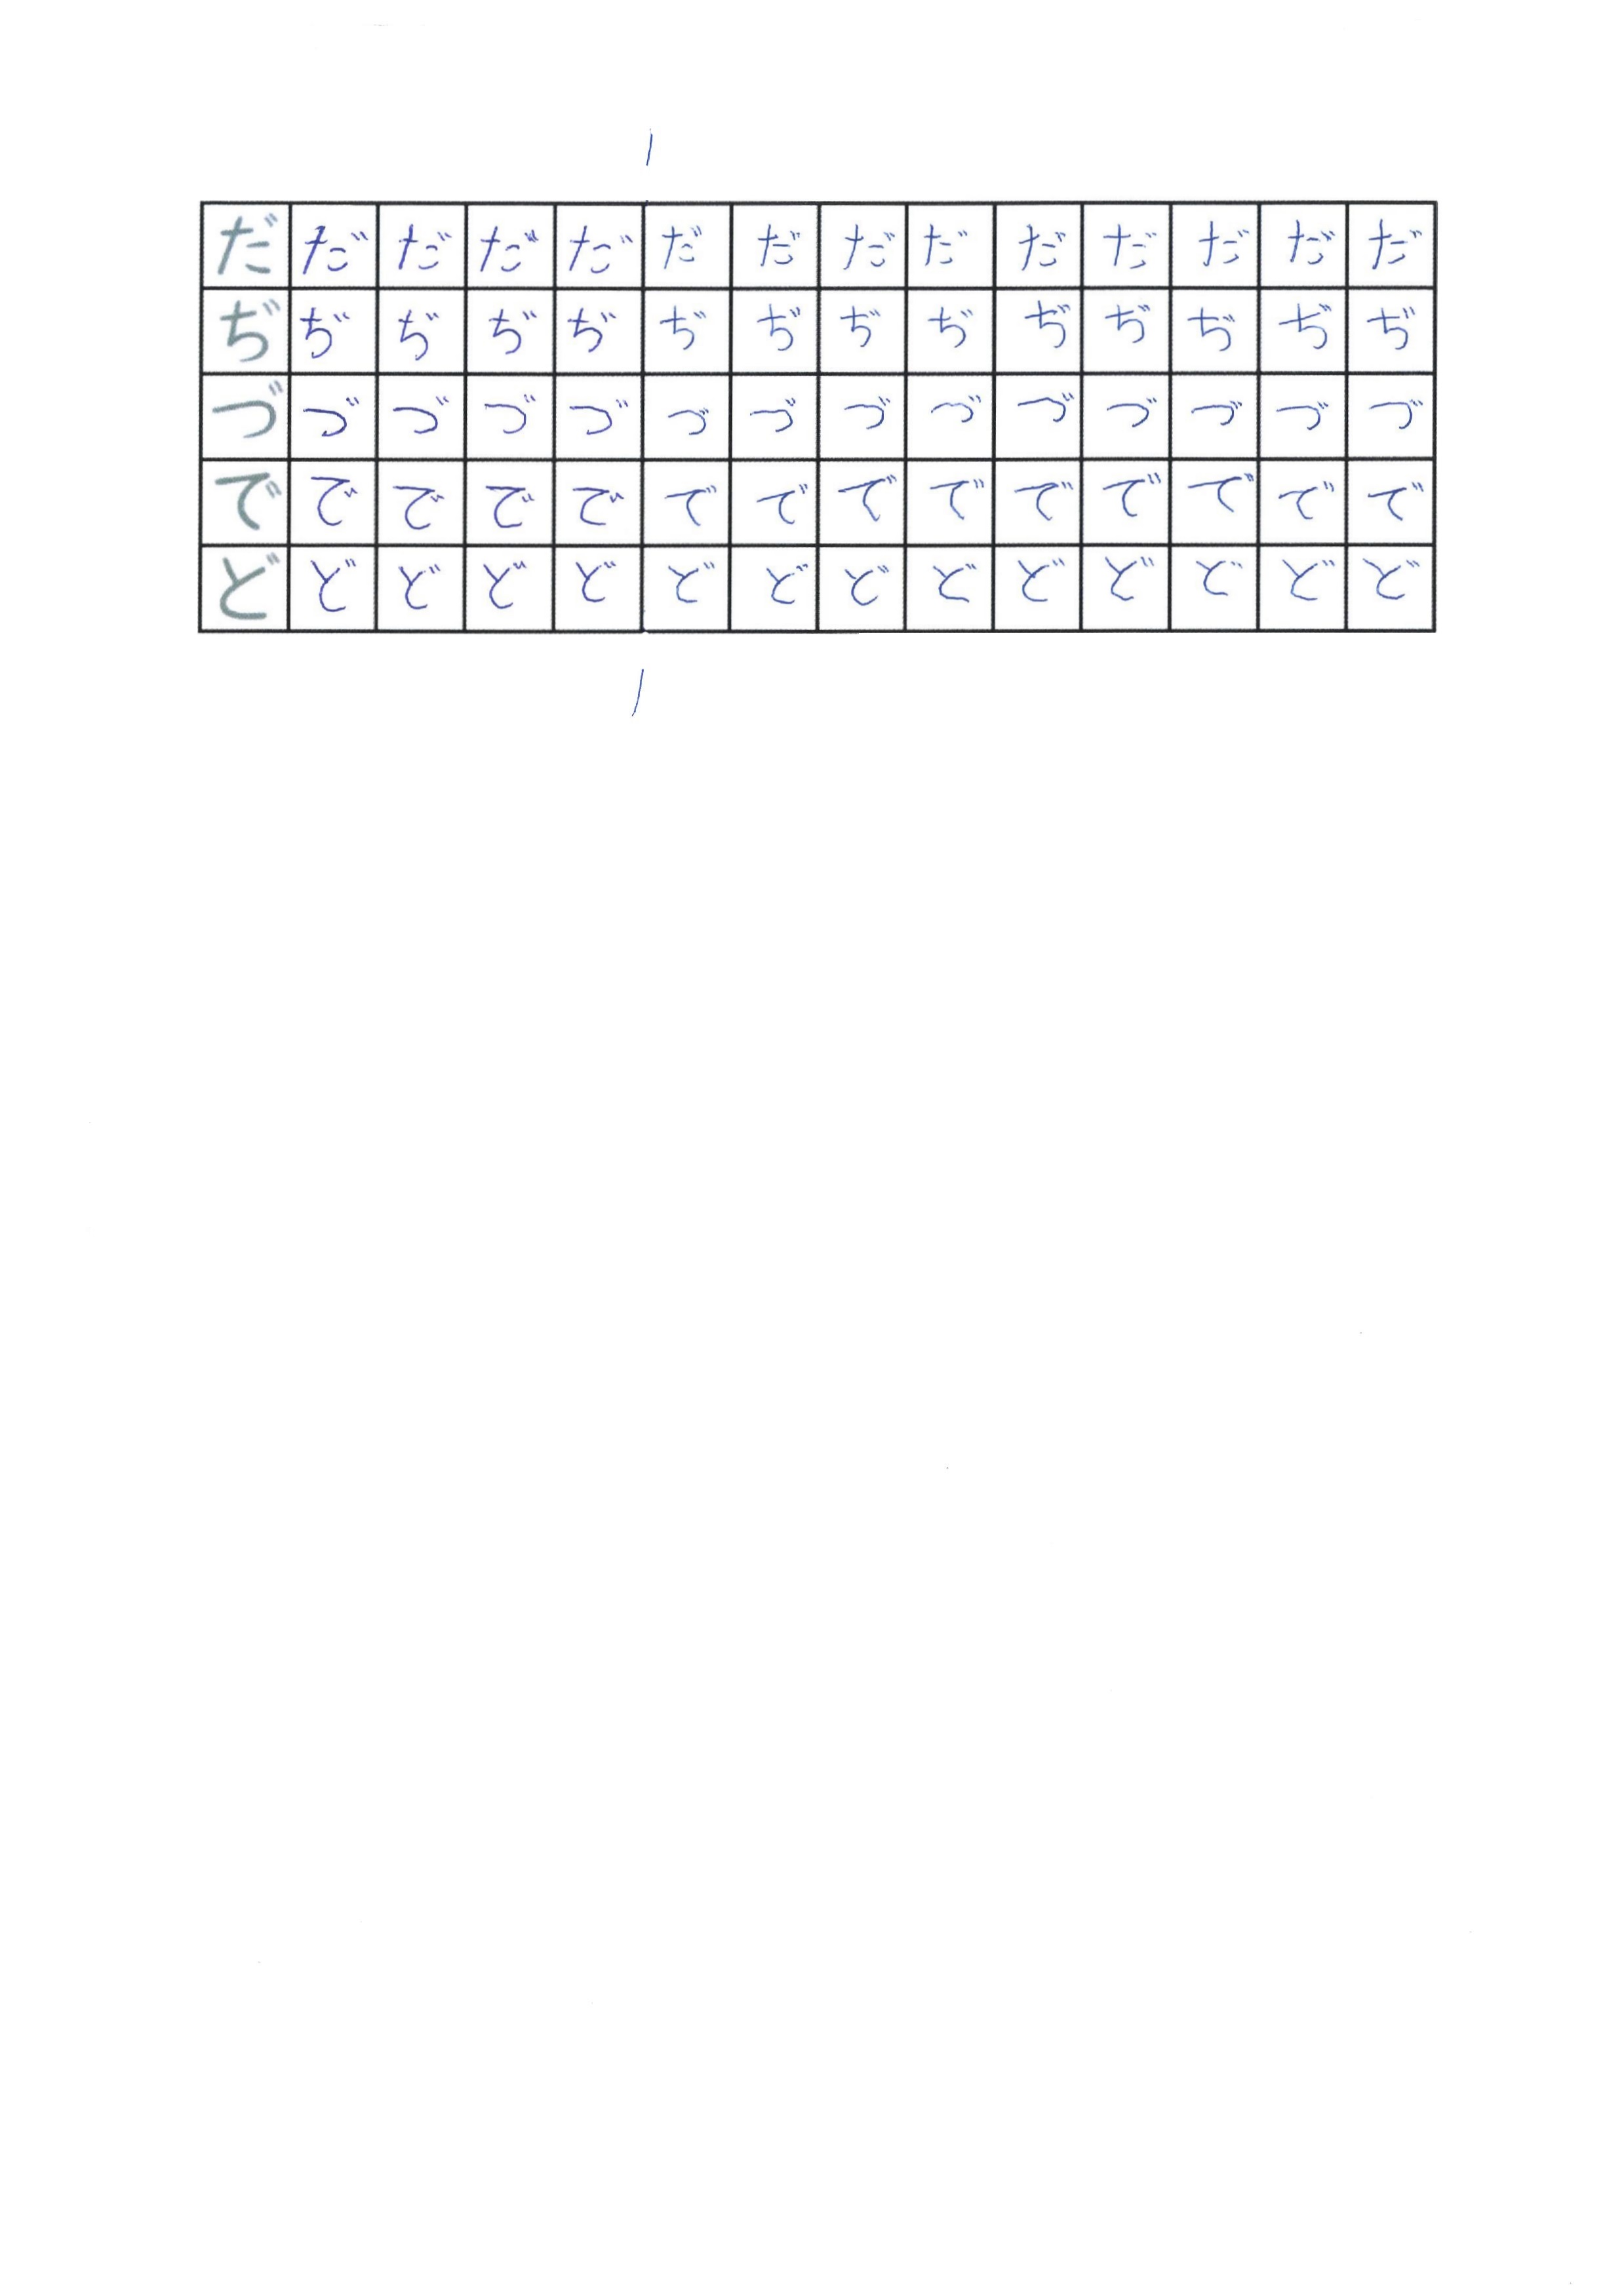 だ だ だ だ だ だ だ だ だ だ だ だ だ だ
ぢ ぢ ぢ ぢ ぢ ぢ ぢ ぢ ぢ ぢ ぢ ぢ ぢ ぢ
づ づ づ づ づ づ づ づ づ づ づ づ づ づ
で で で で で で で で で で で で で で
ど ど ど ど ど ど ど ど ど ど ど ど ど ど